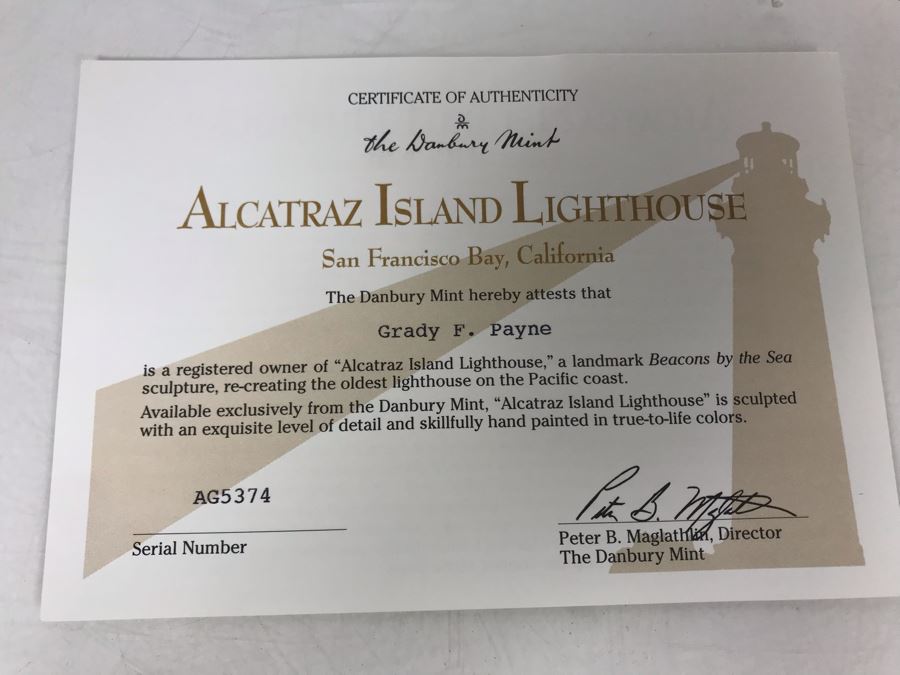 CERTIFICATE OF AUTHENTICITY
the Danbury Mint
ALCATRAZ ISLAND LIGHTHOUSE
San Francisco Bay, California
The Danbury Mint hereby attests that
Grady F. Payne
is a registered owner of “Alcatraz Island Lighthouse,” a landmark Beacons by the Sea
sculpture, re-creating the oldest lighthouse on the Pacific coast.
Available exclusively from the Danbury Mint, “Alcatraz Island Lighthouse” is sculpted
with an exquisite level of detail and skillfully hand painted in true-to-life colors.
AG5374
Serial Number
Peter B. Maglathlin
Peter B. Maglathlin, Director
The Danbury Mint